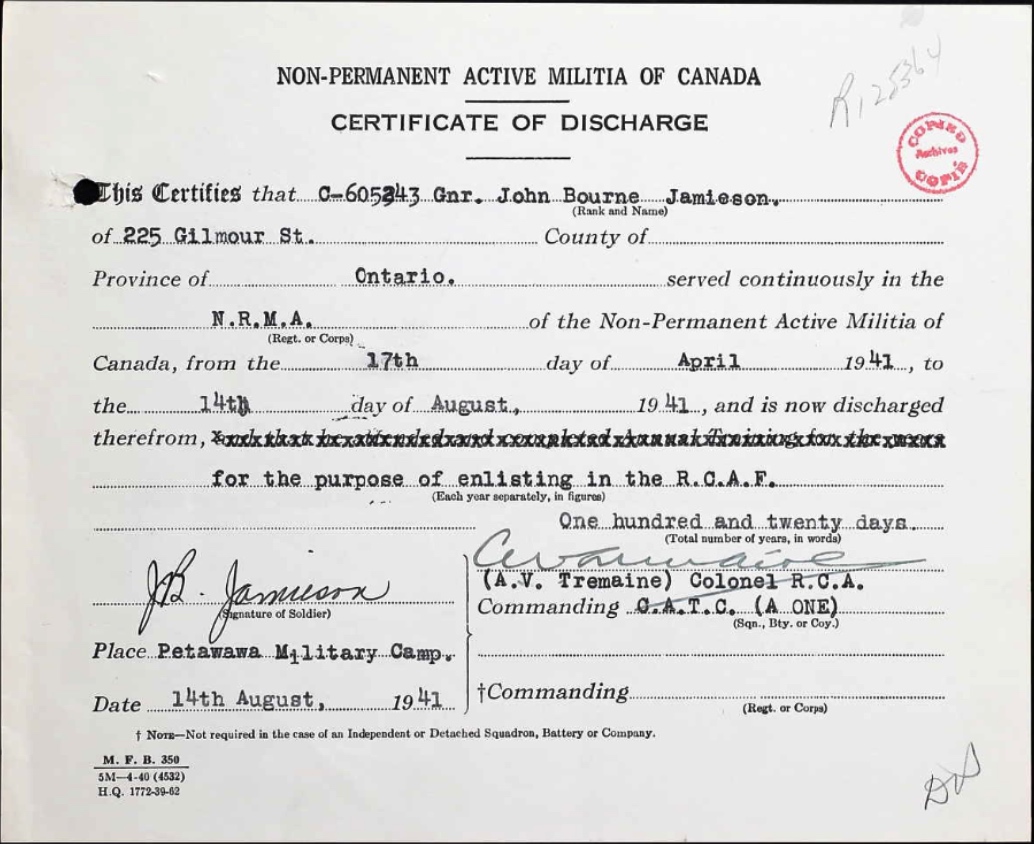 NON-PERMANENT ACTIVE MILITIA OF CANADA
R,125364
CERTIFICATE OF DISCHARGE
COPIED
Archives
COPIÉ
This Certifies that C-605243 Gnr. John Bourne Jamieson.
(Rank and Name)
of 225 Gilmour St. County of
Province of Ontario. served continuously in the
N.R.M.A. of the Non-Permanent Active Militia of
(Regt. or Corps)
Canada, from the 17th day of April 1941, to
the 14th day of August, 1941, and is now discharged
therefrom,
for the purpose of enlisting in the R.C.A.F.
(Each year separately, in figures)
One hundred and twenty days.
(Total number of years, in words)
J.B. Jamieson
(Signature of Soldier)
(A.V. Tremaine) Colonel R.C.A.
Commanding C.A.T.C. (A ONE)
(Sqn., Bty. or Coy.)
Place Petawawa Military Camp.
Date 14th August, 1941
†Commanding
(Regt. or Corps)
† NOTE—Not required in the case of an Independent or Detached Squadron, Battery or Company.
M. F. B. 350
5M—4-40 (4532)
H.Q. 1772-39-62